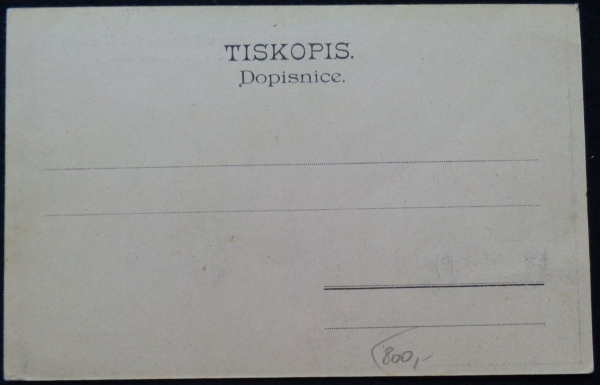 TISKOPIS.
Dopisnice.
800,-